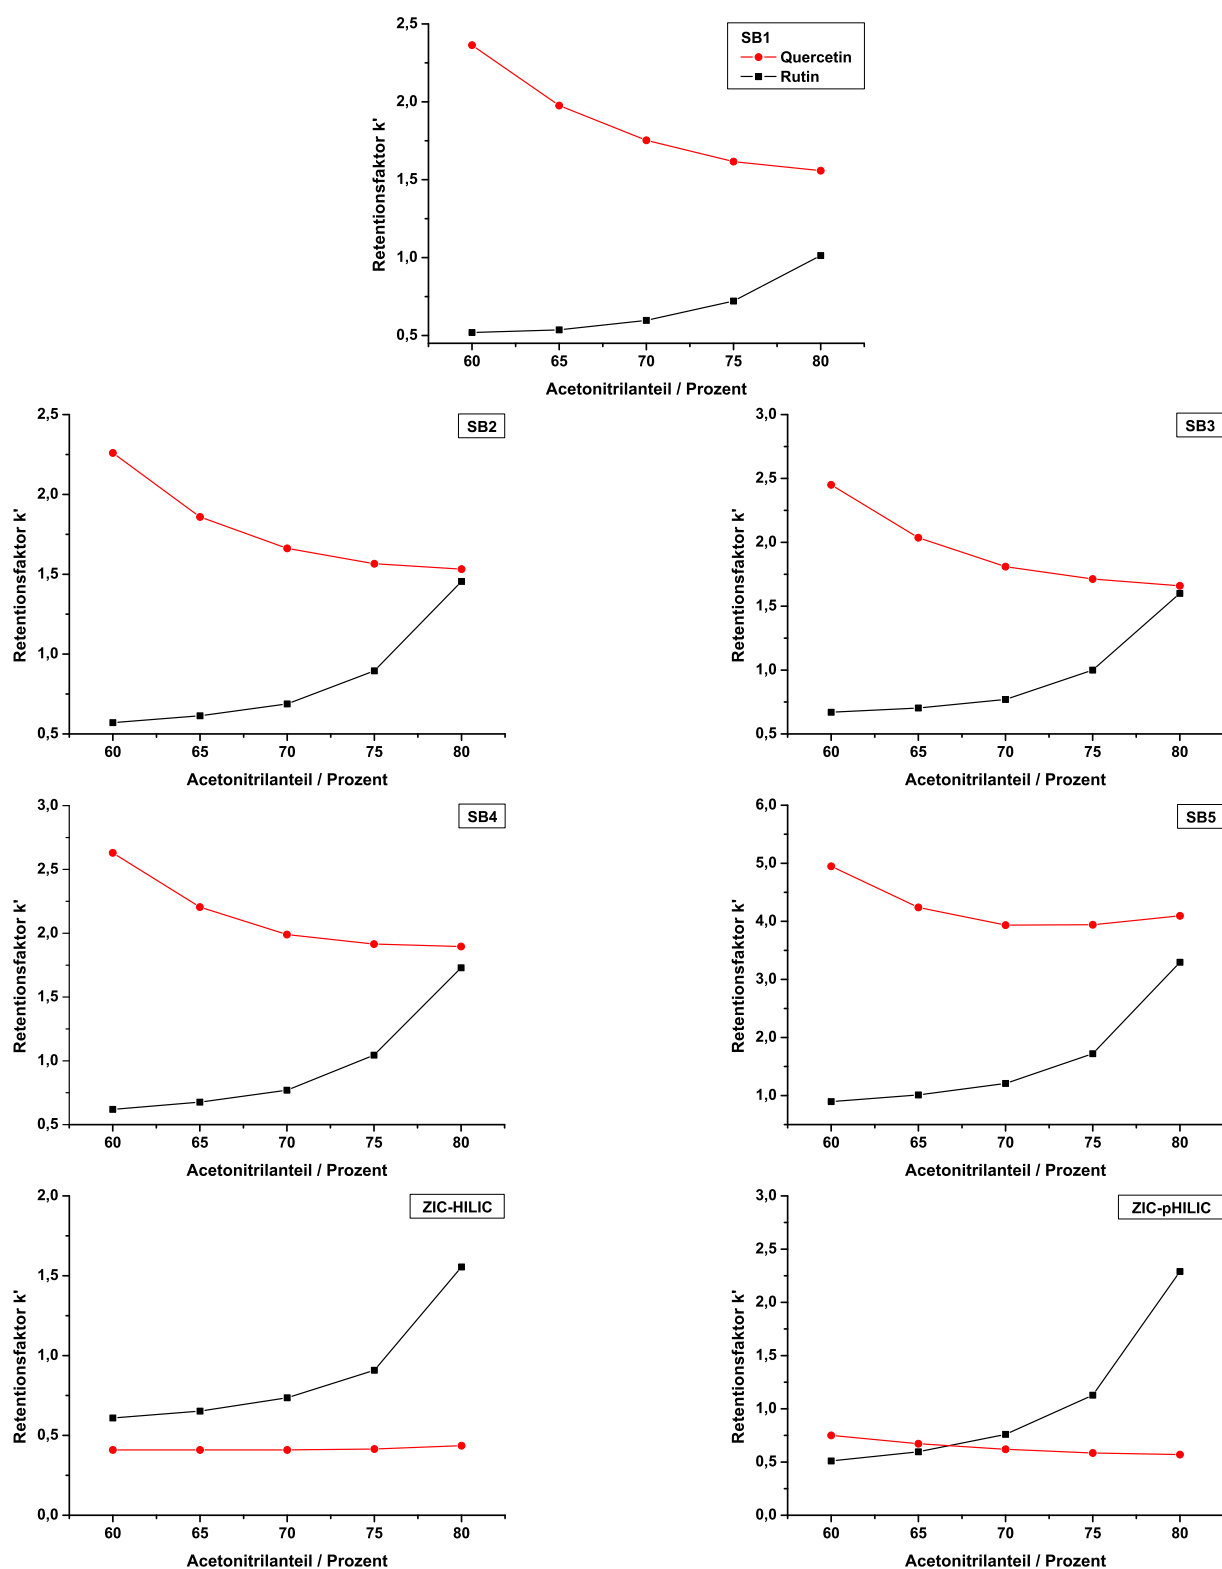 SB1
Quercetin
Rutin
Retentionsfaktor k'
2,5
2,0
1,5
1,0
0,5
60 65 70 75 80
Acetonitrilanteil / Prozent
SB2
Retentionsfaktor k'
2,5
2,0
1,5
1,0
0,5
60 65 70 75 80
Acetonitrilanteil / Prozent
SB3
Retentionsfaktor k'
3,0
2,5
2,0
1,5
1,0
0,5
60 65 70 75 80
Acetonitrilanteil / Prozent
SB4
Retentionsfaktor k'
3,0
2,5
2,0
1,5
1,0
0,5
60 65 70 75 80
Acetonitrilanteil / Prozent
SB5
Retentionsfaktor k'
6,0
5,0
4,0
3,0
2,0
1,0
60 65 70 75 80
Acetonitrilanteil / Prozent
ZIC-HILIC
Retentionsfaktor k'
2,0
1,5
1,0
0,5
0,0
60 65 70 75 80
Acetonitrilanteil / Prozent
ZIC-pHILIC
Retentionsfaktor k'
3,0
2,5
2,0
1,5
1,0
0,5
0,0
60 65 70 75 80
Acetonitrilanteil / Prozent